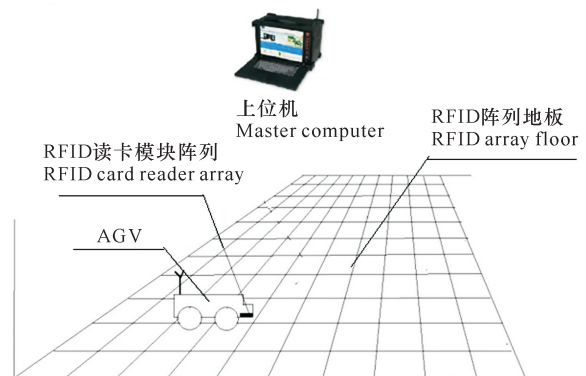 上位机
Master computer
RFID阵列地板
RFID array floor
RFID读卡模块阵列
RFID card reader array
AGV